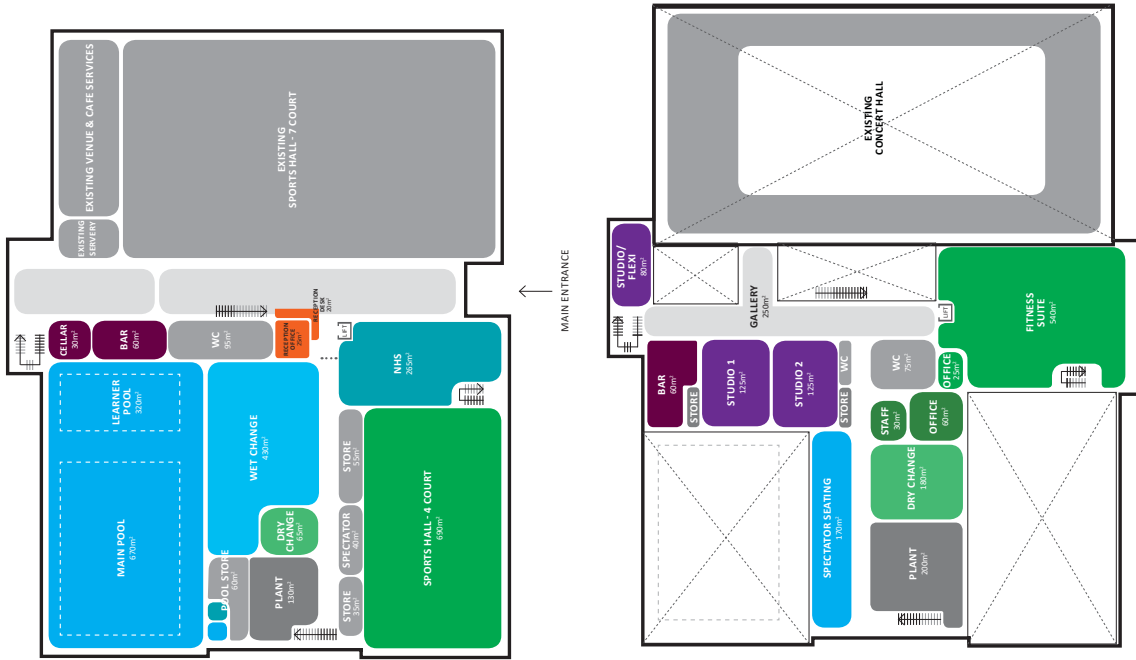 EXISTING VENUE & CAFE SERVICES
EXISTING
SERVERY
EXISTING
SPORTS HALL - 7 COURT
CELLAR
30m²
BAR
60m²
WC
95m²
RECEPTION
OFFICE
25m²
RECEPTION
DESK
20m²
LIFT
NHS
265m²
LEARNER
POOL
320m²
MAIN POOL
670m²
WET CHANGE
430m²
DRY
CHANGE
65m²
POOL STORE
60m²
PLANT
130m²
STORE
55m²
SPECTATOR
40m²
STORE
35m²
SPORTS HALL - 4 COURT
690m²
MAIN ENTRANCE
EXISTING
CONCERT HALL
STUDIO/
FLEXI
80m²
GALLERY
250m²
LIFT
FITNESS
SUITE
540m²
BAR
60m²
STORE
STUDIO 1
125m²
STUDIO 2
125m²
WC
STORE
WC
75m²
OFFICE
25m²
STAFF
30m²
OFFICE
60m²
SPECTATOR SEATING
170m²
DRY CHANGE
180m²
PLANT
200m²